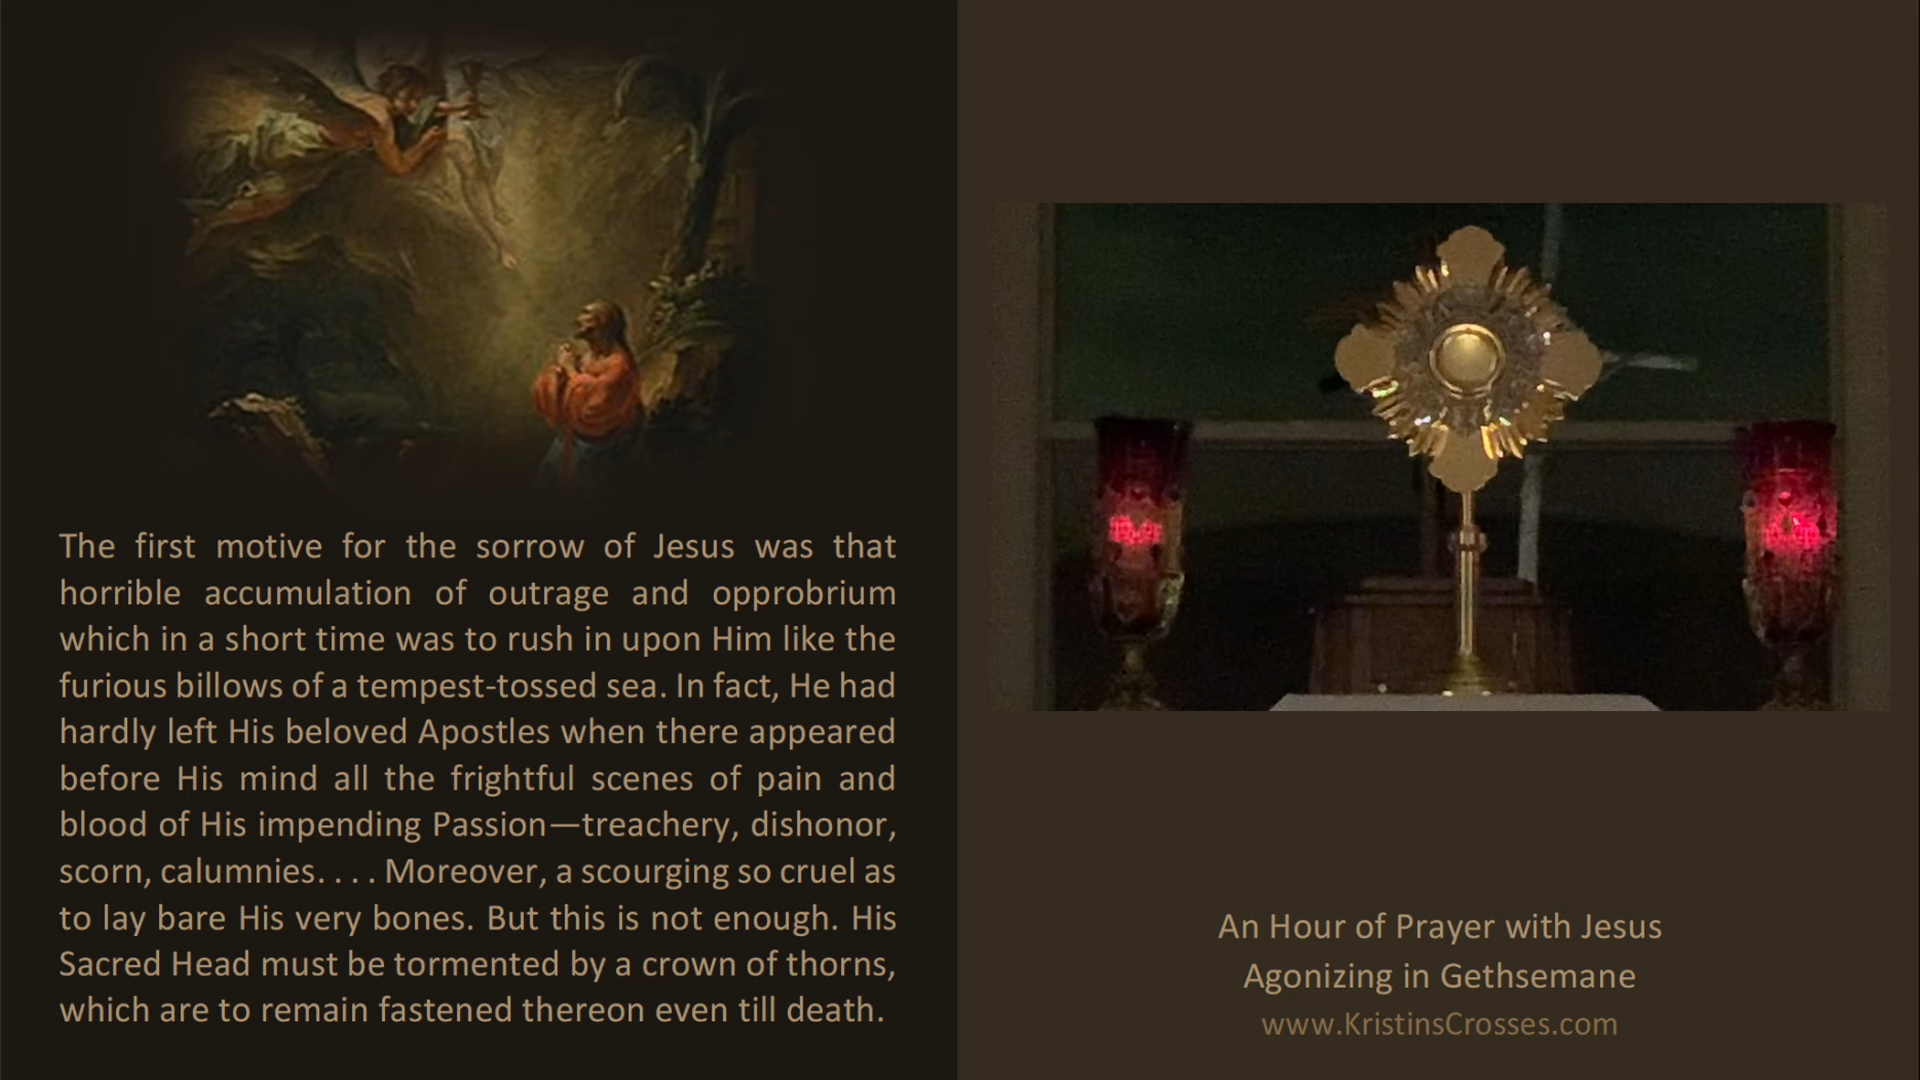 The first motive for the sorrow of Jesus was that
horrible accumulation of outrage and opprobrium
which in a short time was to rush in upon Him like the
furious billows of a tempest-tossed sea. In fact, He had
hardly left His beloved Apostles when there appeared
before His mind all the frightful scenes of pain and
blood of His impending Passion—treachery, dishonor,
scorn, calumnies. . . . Moreover, a scourging so cruel as
to lay bare His very bones. But this is not enough. His
Sacred Head must be tormented by a crown of thorns,
which are to remain fastened thereon even till death.
An Hour of Prayer with Jesus
Agonizing in Gethsemane
www.KristinsCrosses.com